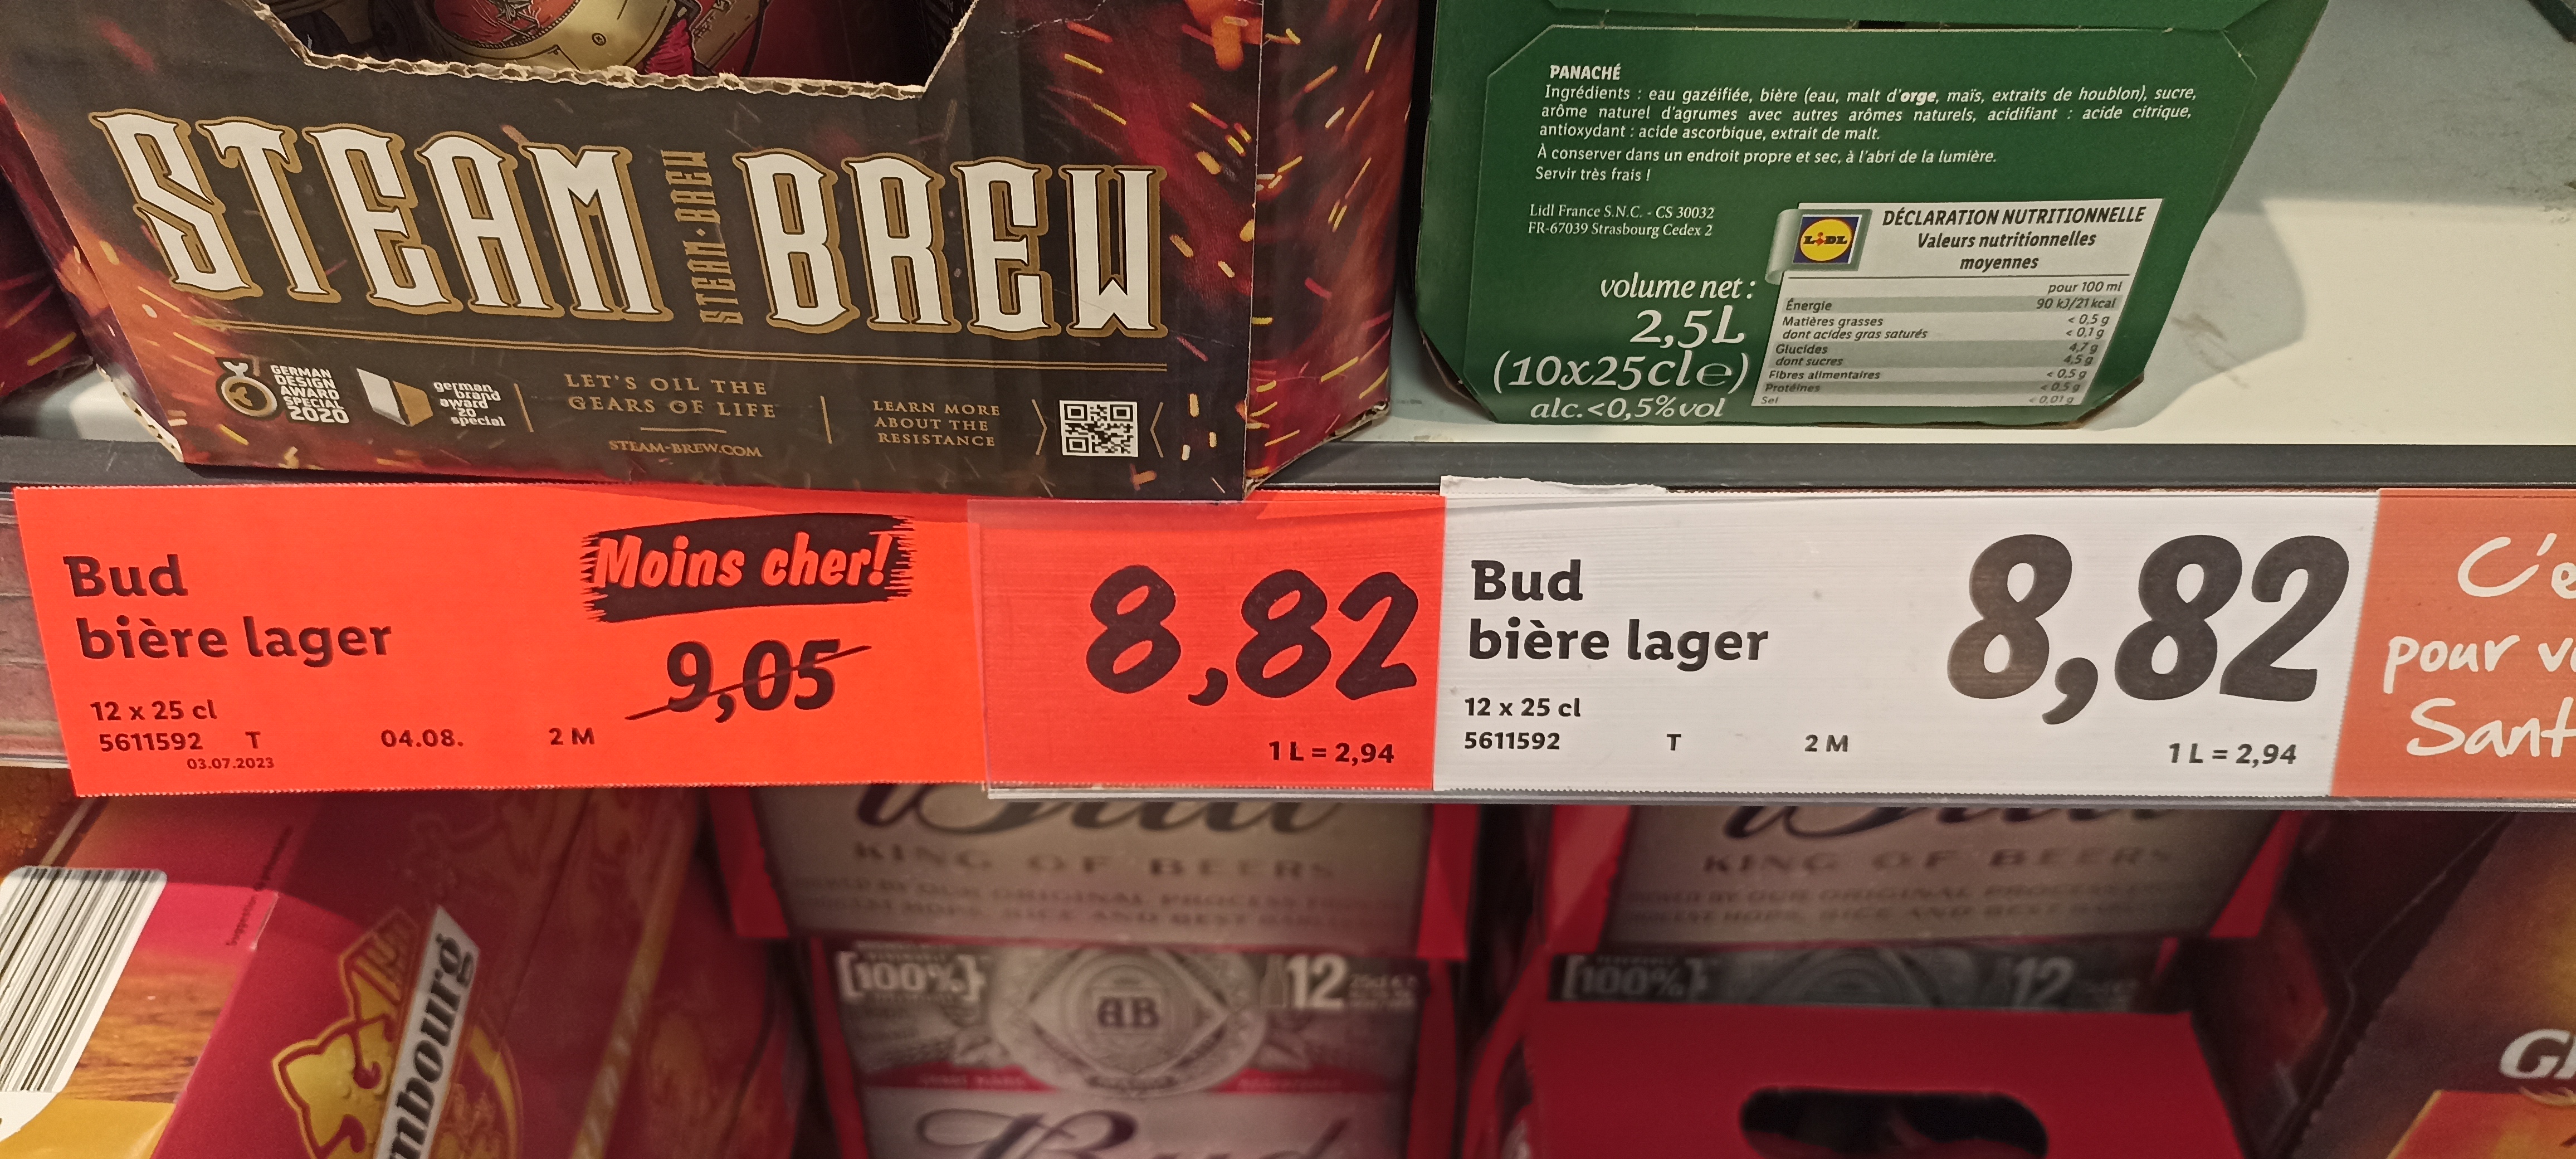 STEAM STEAM·BREW BREW
GERMAN
DESIGN
AWARD
SPECIAL
2020
german
brand
award
'20
special
LET'S OIL THE
GEARS OF LIFE
STEAM-BREW.COM
LEARN MORE
ABOUT THE
RESISTANCE
PANACHÉ
Ingrédients : eau gazéifiée, bière (eau, malt d'orge, maïs, extraits de houblon), sucre,
arôme naturel d'agrumes avec autres arômes naturels, acidifiant : acide citrique,
antioxydant : acide ascorbique, extrait de malt.
À conserver dans un endroit propre et sec, à l'abri de la lumière.
Servir très frais !
Lidl France S.N.C. - CS 30032
FR-67039 Strasbourg Cedex 2
volume net :
2,5L
(10x25cl℮)
alc.<0,5%vol
LIDL
DÉCLARATION NUTRITIONNELLE
Valeurs nutritionnelles
moyennes
pour 100 ml
Énergie 90 kJ/21 kcal
Matières grasses < 0,5 g
dont acides gras saturés < 0,1 g
Glucides 4,7 g
dont sucres 4,5 g
Fibres alimentaires < 0,5 g
Protéines < 0,5 g
Sel < 0,01 g
Bud
bière lager
12 x 25 cl
5611592 T 04.08. 2 M
03.07.2023
Moins cher!
9,05
8,82
1 L = 2,94
Bud
bière lager
12 x 25 cl
5611592 T 2 M
8,82
1 L = 2,94
C'e
pour v
Sant
Bud
KING OF BEERS
[100%]
12
AB
Bud
Bud
KING OF BEERS
[100%]
12
mbourg